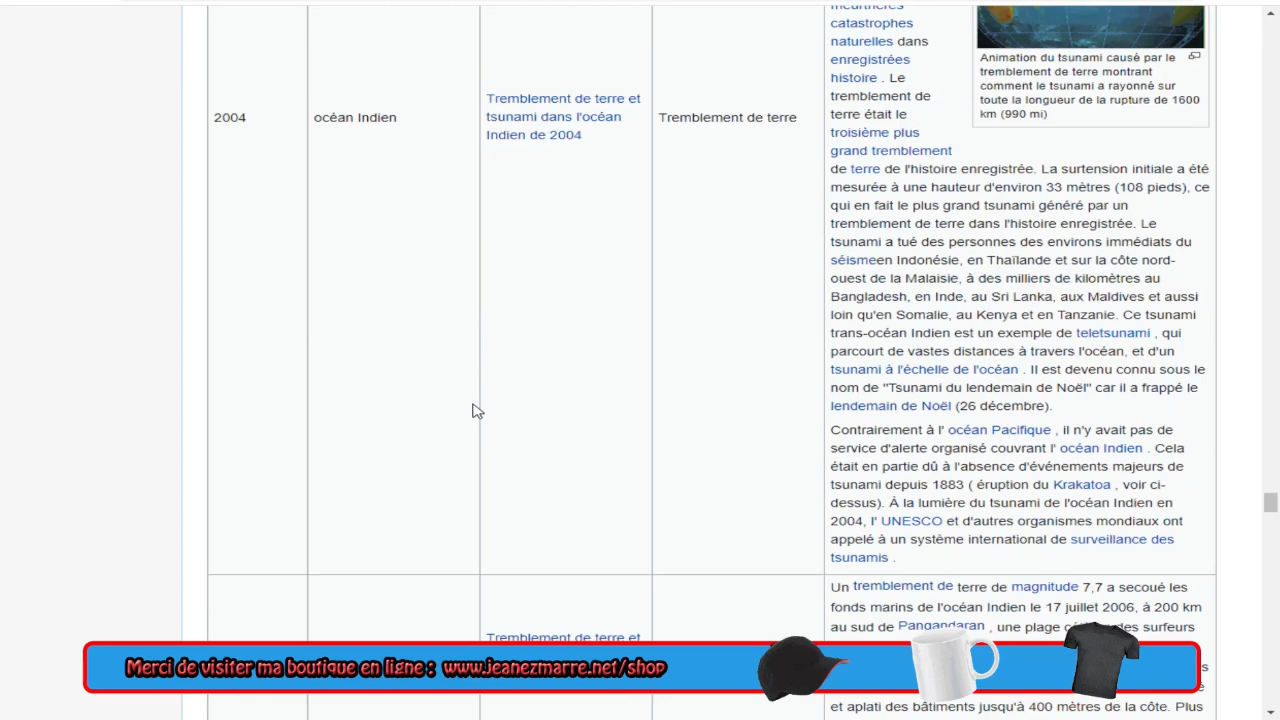 2004
océan Indien
Tremblement de terre et
tsunami dans l'océan
Indien de 2004
Tremblement de terre
catastrophes
naturelles dans
enregistrées
histoire . Le
tremblement de
terre était le
troisième plus
grand tremblement
Animation du tsunami causé par le
tremblement de terre montrant
comment le tsunami a rayonné sur
toute la longueur de la rupture de 1600
km (990 mi)
de terre de l'histoire enregistrée. La surtension initiale a été
mesurée à une hauteur d'environ 33 mètres (108 pieds), ce
qui en fait le plus grand tsunami généré par un
tremblement de terre dans l'histoire enregistrée. Le
tsunami a tué des personnes des environs immédiats du
séismeen Indonésie, en Thaïlande et sur la côte nord-
ouest de la Malaisie, à des milliers de kilomètres au
Bangladesh, en Inde, au Sri Lanka, aux Maldives et aussi
loin qu'en Somalie, au Kenya et en Tanzanie. Ce tsunami
trans-océan Indien est un exemple de teletsunami , qui
parcourt de vastes distances à travers l'océan, et d'un
tsunami à l'échelle de l'océan . Il est devenu connu sous le
nom de "Tsunami du lendemain de Noël" car il a frappé le
lendemain de Noël (26 décembre).
Contrairement à l' océan Pacifique , il n'y avait pas de
service d'alerte organisé couvrant l' océan Indien . Cela
était en partie dû à l'absence d'événements majeurs de
tsunami depuis 1883 ( éruption du Krakatoa , voir ci-
dessus). À la lumière du tsunami de l'océan Indien en
2004, l' UNESCO et d'autres organismes mondiaux ont
appelé à un système international de surveillance des
tsunamis .
Un tremblement de terre de magnitude 7,7 a secoué les
fonds marins de l'océan Indien le 17 juillet 2006, à 200 km
au sud de Pangandaran , une plage des surfeurs
Tremblement de terre et
Merci de visiter ma boutique en ligne : www.jeanezmarre.net/shop
et aplati des bâtiments jusqu'à 400 mètres de la côte. Plus